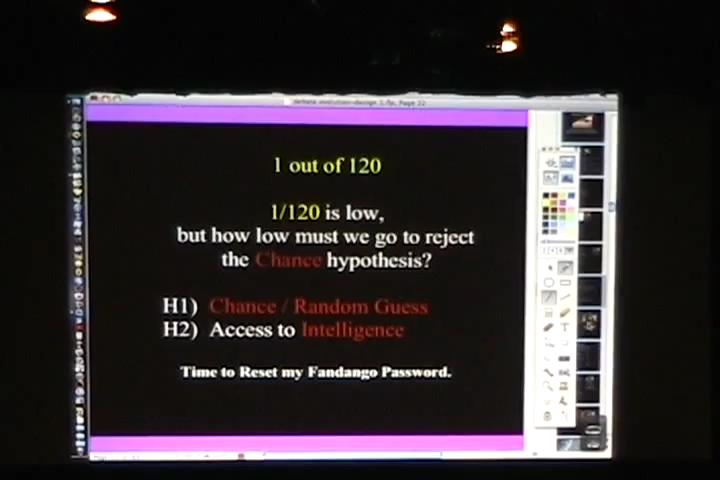 1 out of 120
1/120 is low,
but how low must we go to reject
the Chance hypothesis?
H1) Chance / Random Guess
H2) Access to Intelligence
Time to Reset my Fandango Password.